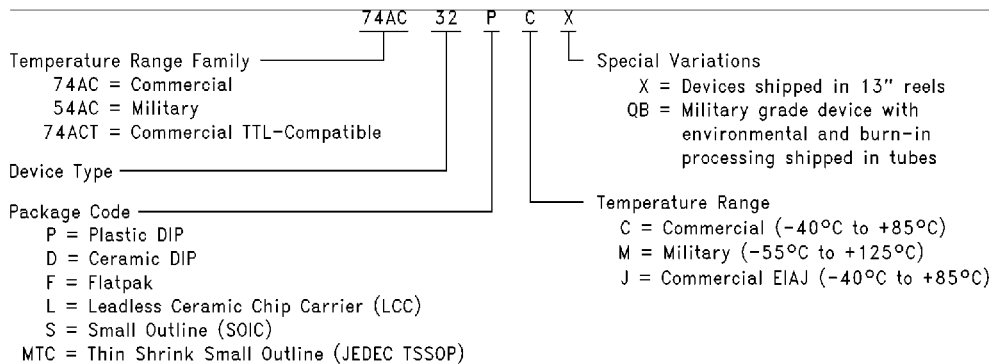 74AC 32 P C X
Temperature Range Family
74AC = Commercial
54AC = Military
74ACT = Commercial TTL-Compatible
Device Type
Package Code
P = Plastic DIP
D = Ceramic DIP
F = Flatpak
L = Leadless Ceramic Chip Carrier (LCC)
S = Small Outline (SOIC)
MTC = Thin Shrink Small Outline (JEDEC TSSOP)
Special Variations
X = Devices shipped in 13" reels
QB = Military grade device with
environmental and burn-in
processing shipped in tubes
Temperature Range
C = Commercial (-40°C to +85°C)
M = Military (-55°C to +125°C)
J = Commercial EIAJ (-40°C to +85°C)